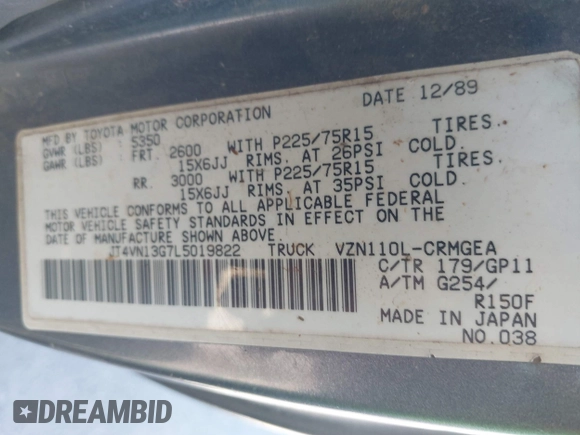 MFD BY TOYOTA MOTOR CORPORATION DATE 12/89
GVWR (LBS) : 5350
GAWR (LBS) : FRT. 2600 WITH P225/75R15 TIRES.
15X6JJ RIMS. AT 26PSI COLD.
RR. 3000 WITH P225/75R15 TIRES.
15X6JJ RIMS. AT 35PSI COLD.
THIS VEHICLE CONFORMS TO ALL APPLICABLE FEDERAL
MOTOR VEHICLE SAFETY STANDARDS IN EFFECT ON THE
DATE OF MANUFACTURE SHOWN ABOVE.
JT4VN13G7L5019822 TRUCK VZN110L-CRMGEA
C/TR 179/GP11
A/TM G254/
R150F
MADE IN JAPAN
NO.038
DREAMBID